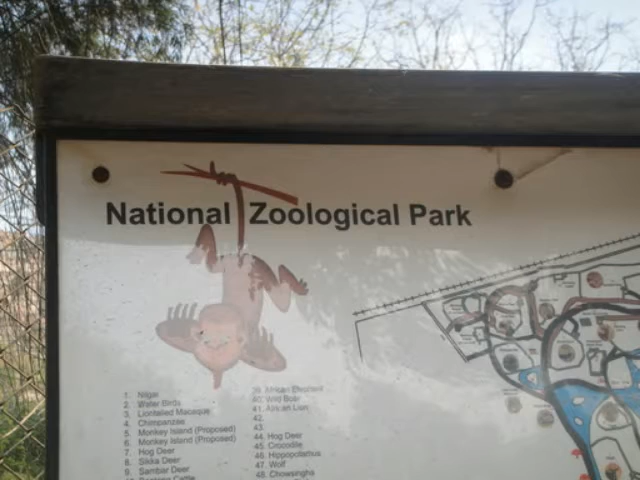 National Zoological Park
1. Nilgai
2. Water Birds
3. Liontailed Macaque
4. Chimpanzee
5. Monkey Island (Proposed)
6. Monkey Island (Proposed)
7. Hog Deer
8. Sikka Deer
9. Sambar Deer
39. African Elephant
40. Wild Boar
41. African Lion
42.
43.
44. Hog Deer
45. Crocodile
46. Hippopotamus
47. Wolf
48. Chowsingha